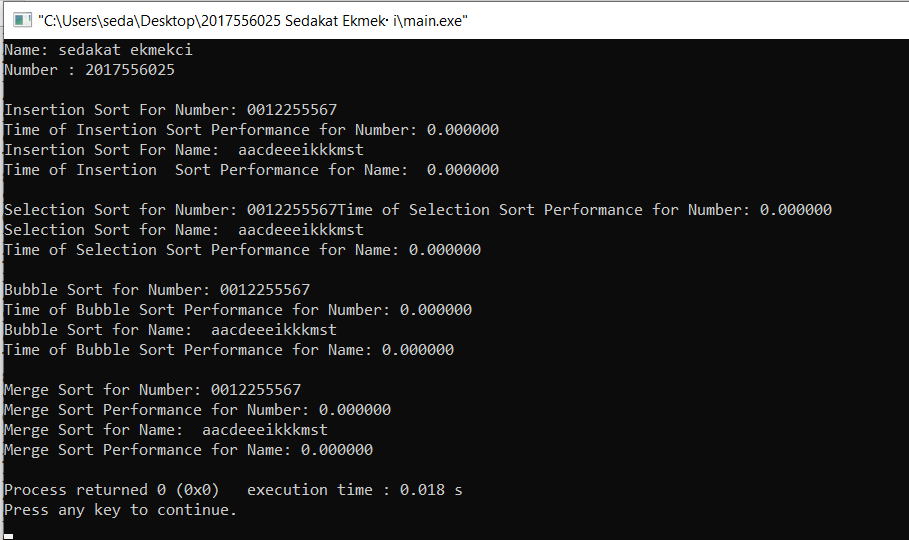 "C:\Users\seda\Desktop\2017556025 Sedakat Ekmek· i\main.exe"
Name: sedakat ekmekci
Number : 2017556025
Insertion Sort For Number: 0012255567
Time of Insertion Sort Performance for Number: 0.000000
Insertion Sort For Name:  aacdeeeikkkmst
Time of Insertion  Sort Performance for Name:  0.000000
Selection Sort for Number: 0012255567Time of Selection Sort Performance for Number: 0.000000
Selection Sort for Name:  aacdeeeikkkmst
Time of Selection Sort Performance for Name: 0.000000
Bubble Sort for Number: 0012255567
Time of Bubble Sort Performance for Number: 0.000000
Bubble Sort for Name:  aacdeeeikkkmst
Time of Bubble Sort Performance for Name: 0.000000
Merge Sort for Number: 0012255567
Merge Sort Performance for Number: 0.000000
Merge Sort for Name:  aacdeeeikkkmst
Merge Sort Performance for Name: 0.000000
Process returned 0 (0x0)   execution time : 0.018 s
Press any key to continue.